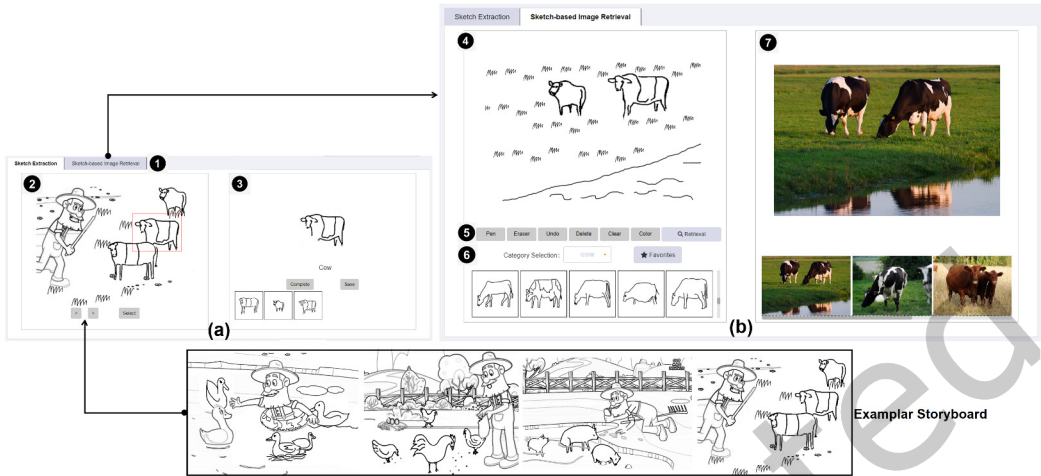 Sketch Extraction
Sketch-based Image Retrieval
4
7
Sketch Extraction
Sketch-based Image Retrieval
1
2
3
Cow
Complete
Save
<
>
Select
(a)
5
Pen
Eraser
Undo
Delete
Clear
Color
Retrieval
6
Category Selection:
cow
★ Favorites
(b)
Examplar Storyboard